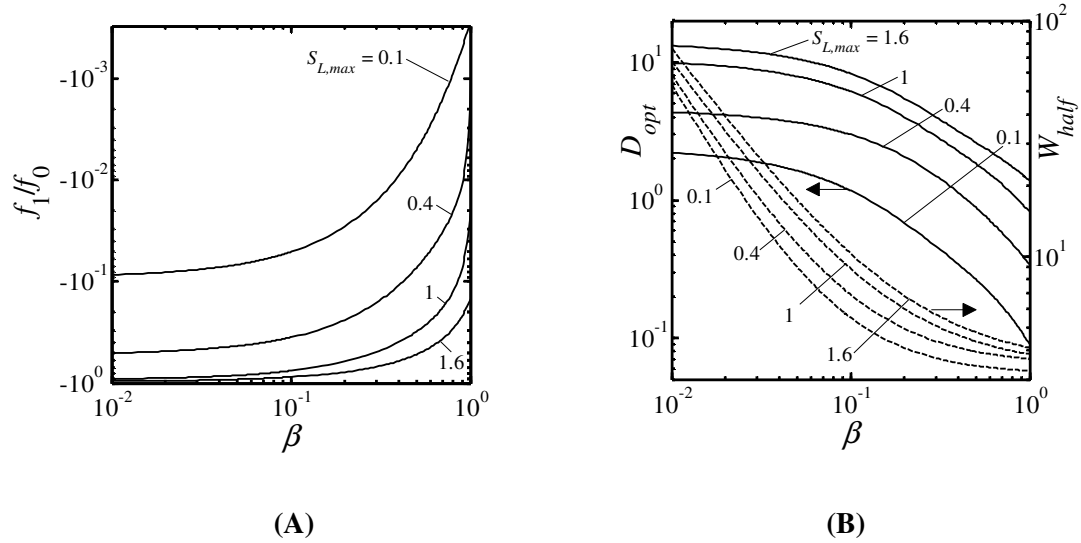 -10^-3
-10^-2
-10^-1
-10^0
f_1/f_0
S_L,max = 0.1
0.4
1
1.6
10^-2
10^-1
10^0
β
(A)
10^1
10^0
10^-1
D_opt
S_L,max = 1.6
1
0.4
0.1
0.1
0.4
1
1.6
10^2
10^1
W_half
10^-2
10^-1
10^0
β
(B)